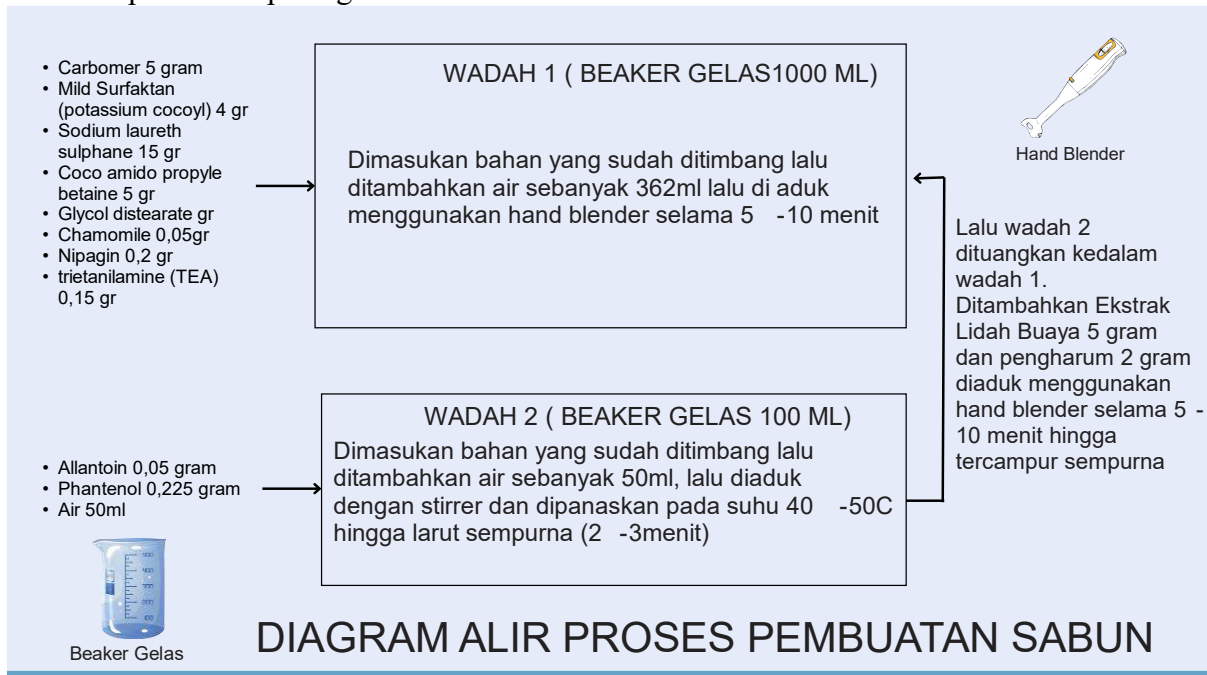 • Carbomer 5 gram
• Mild Surfaktan
(potassium cocoyl) 4 gr
• Sodium laureth
sulphane 15 gr
• Coco amido propyle
betaine 5 gr
• Glycol distearate gr
• Chamomile 0,05gr
• Nipagin 0,2 gr
• trietanilamine (TEA)
0,15 gr
WADAH 1 ( BEAKER GELAS1000 ML)
Dimasukan bahan yang sudah ditimbang lalu
ditambahkan air sebanyak 362ml lalu di aduk
menggunakan hand blender selama 5 -10 menit
Hand Blender
Lalu wadah 2
dituangkan kedalam
wadah 1.
Ditambahkan Ekstrak
Lidah Buaya 5 gram
dan pengharum 2 gram
diaduk menggunakan
hand blender selama 5 -
10 menit hingga
tercampur sempurna
• Allantoin 0,05 gram
• Phantenol 0,225 gram
• Air 50ml
WADAH 2 ( BEAKER GELAS 100 ML)
Dimasukan bahan yang sudah ditimbang lalu
ditambahkan air sebanyak 50ml, lalu diaduk
dengan stirrer dan dipanaskan pada suhu 40 -50C
hingga larut sempurna (2 -3menit)
Beaker Gelas
DIAGRAM ALIR PROSES PEMBUATAN SABUN